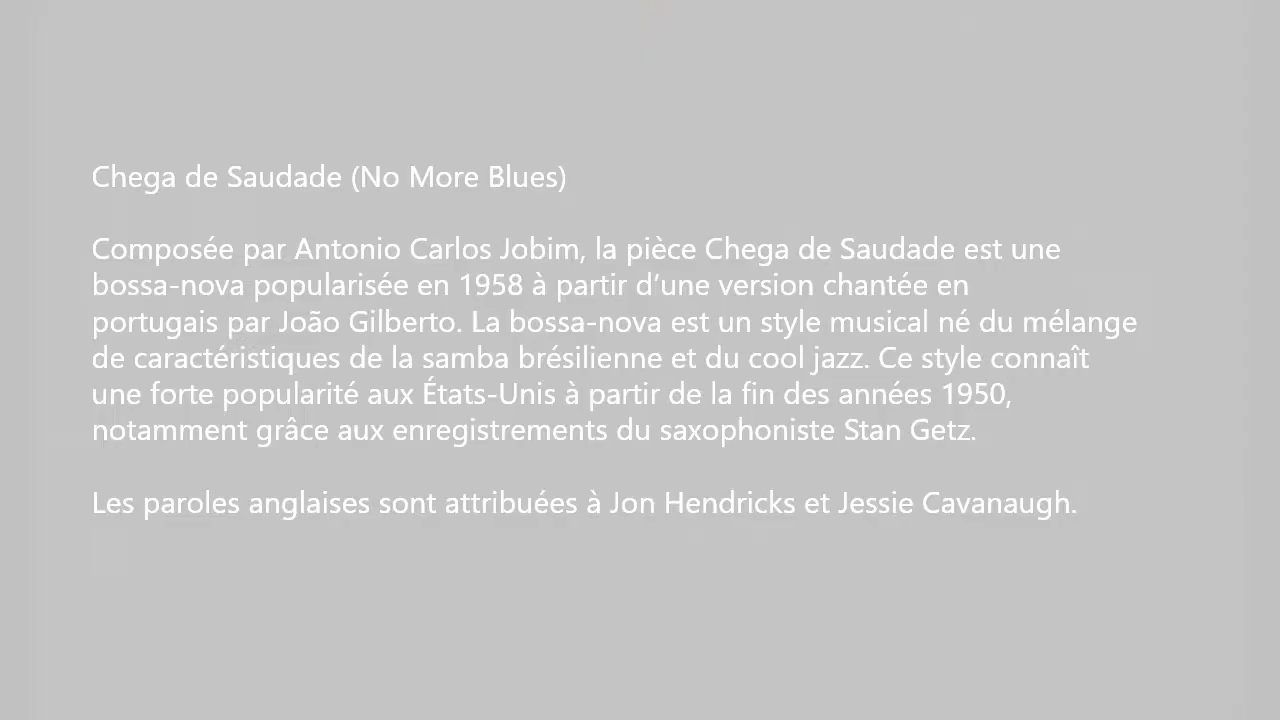 Chega de Saudade (No More Blues)
Composée par Antonio Carlos Jobim, la pièce Chega de Saudade est une
bossa-nova popularisée en 1958 à partir d’une version chantée en
portugais par João Gilberto. La bossa-nova est un style musical né du mélange
de caractéristiques de la samba brésilienne et du cool jazz. Ce style connaît
une forte popularité aux États-Unis à partir de la fin des années 1950,
notamment grâce aux enregistrements du saxophoniste Stan Getz.
Les paroles anglaises sont attribuées à Jon Hendricks et Jessie Cavanaugh.